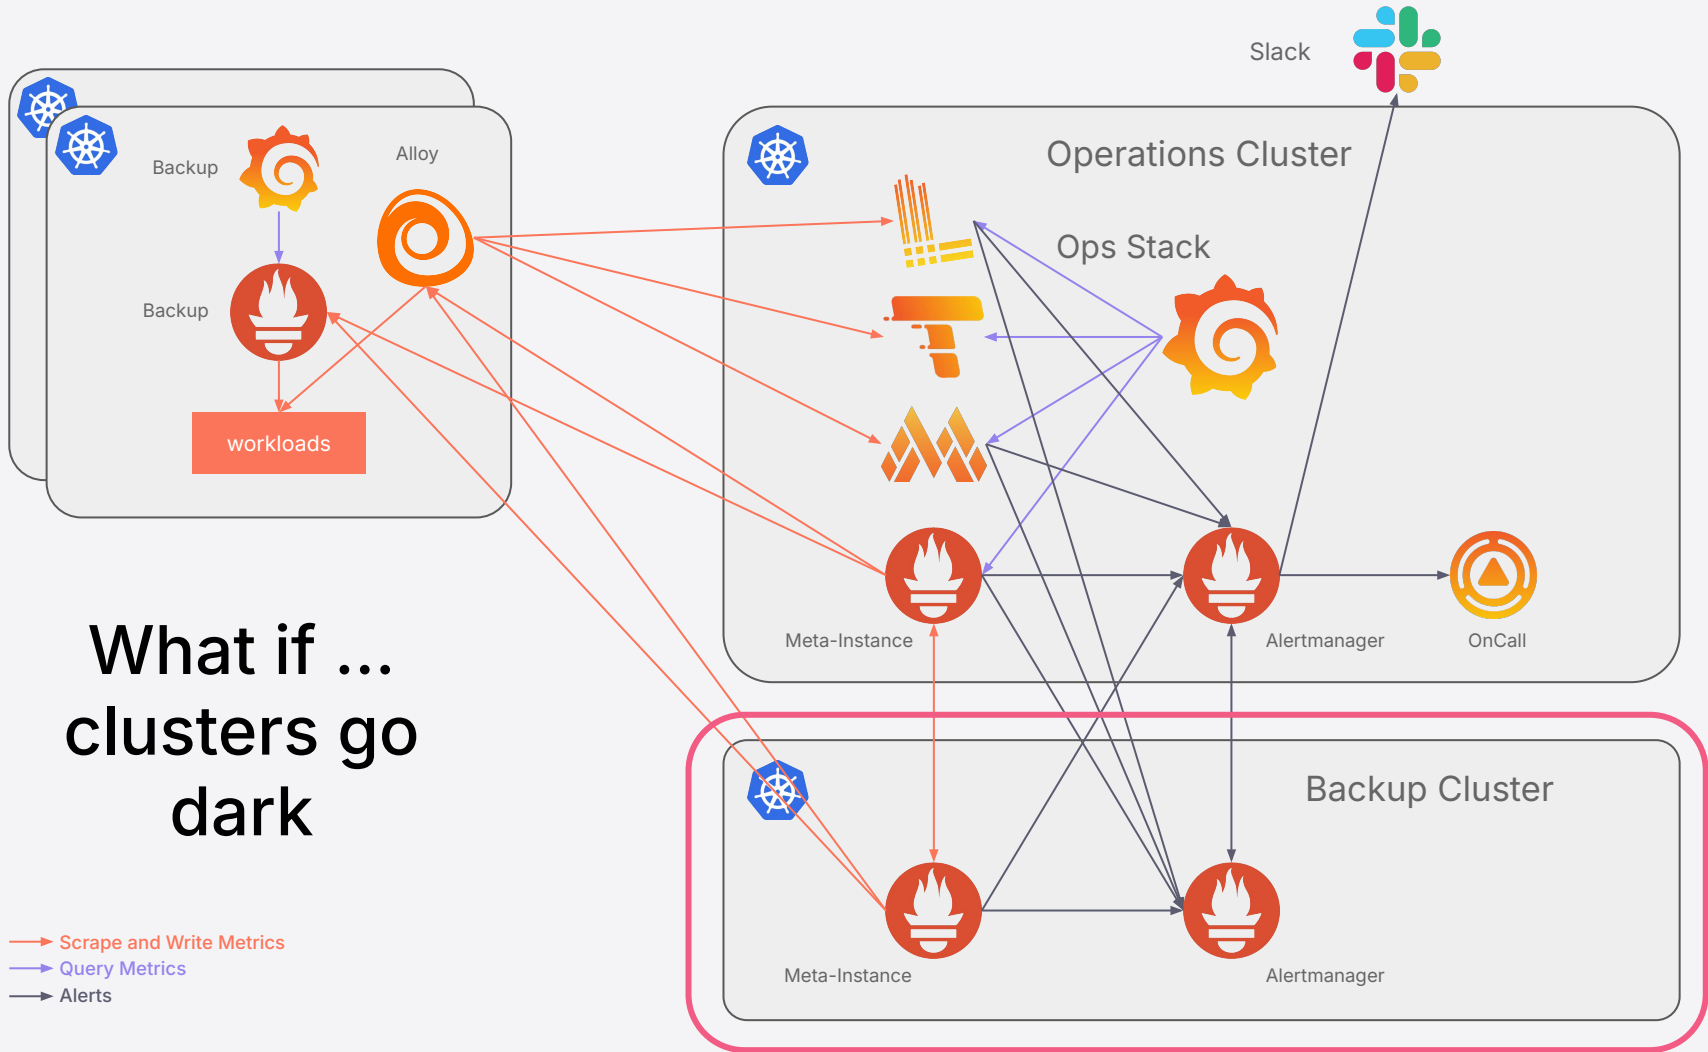 Slack
Backup
Alloy
Backup
workloads
Operations Cluster
Ops Stack
Meta-Instance
Alertmanager
OnCall
What if ...
clusters go
dark
Backup Cluster
Meta-Instance
Alertmanager
Scrape and Write Metrics
Query Metrics
Alerts